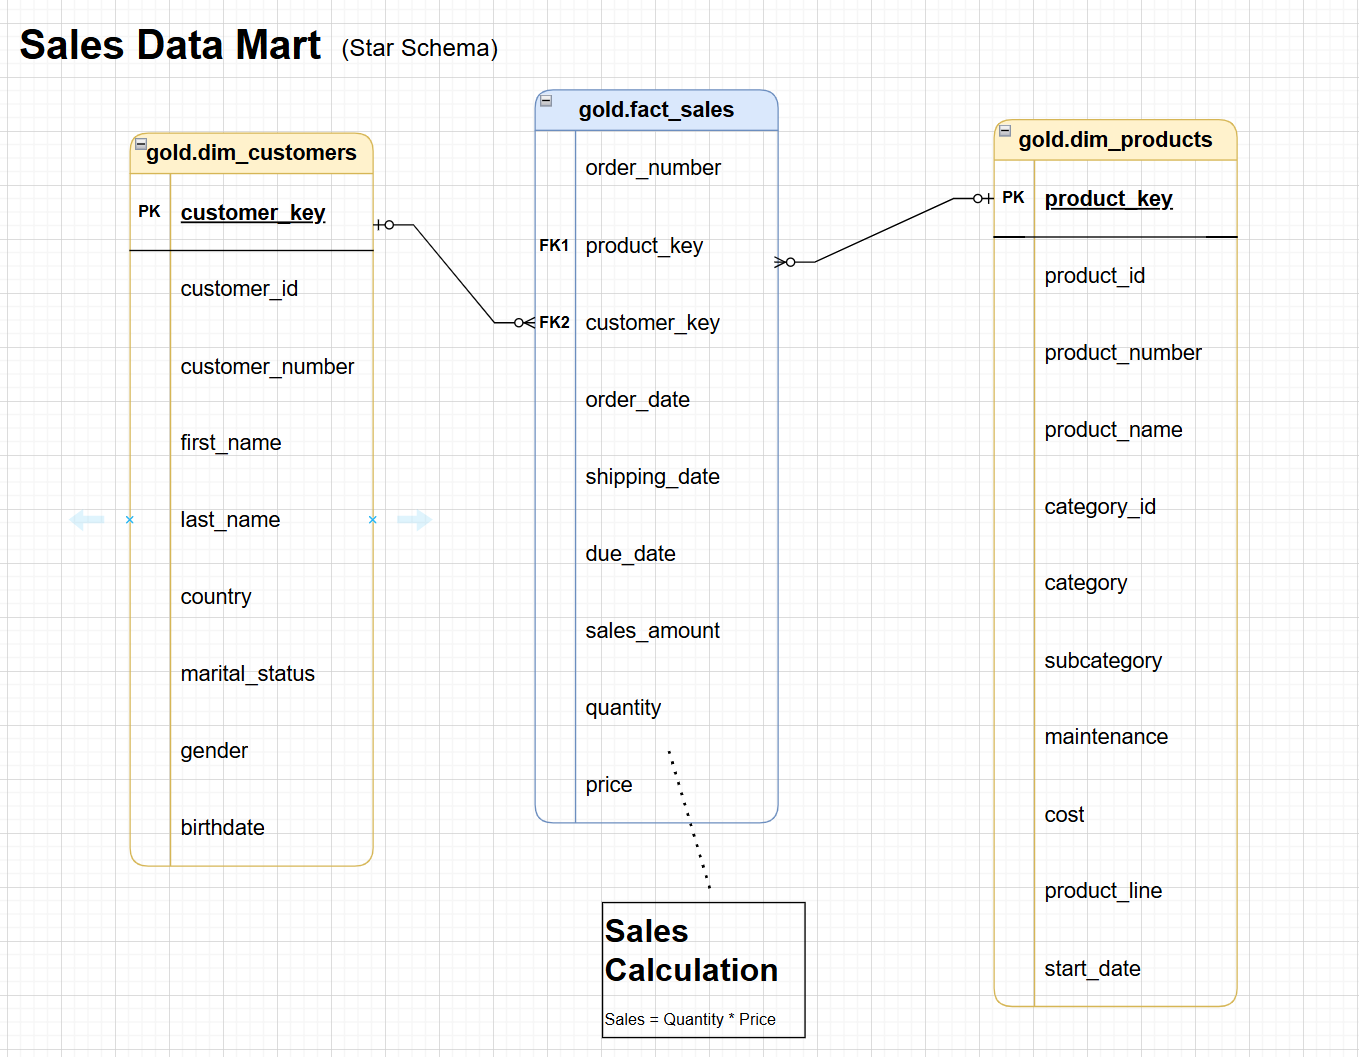 Sales Data Mart (Star Schema)
gold.dim_customers
PK customer_key
customer_id
customer_number
first_name
last_name
country
marital_status
gender
birthdate
gold.fact_sales
order_number
FK1 product_key
FK2 customer_key
order_date
shipping_date
due_date
sales_amount
quantity
price
Sales
Calculation
Sales = Quantity * Price
gold.dim_products
PK product_key
product_id
product_number
product_name
category_id
category
subcategory
maintenance
cost
product_line
start_date